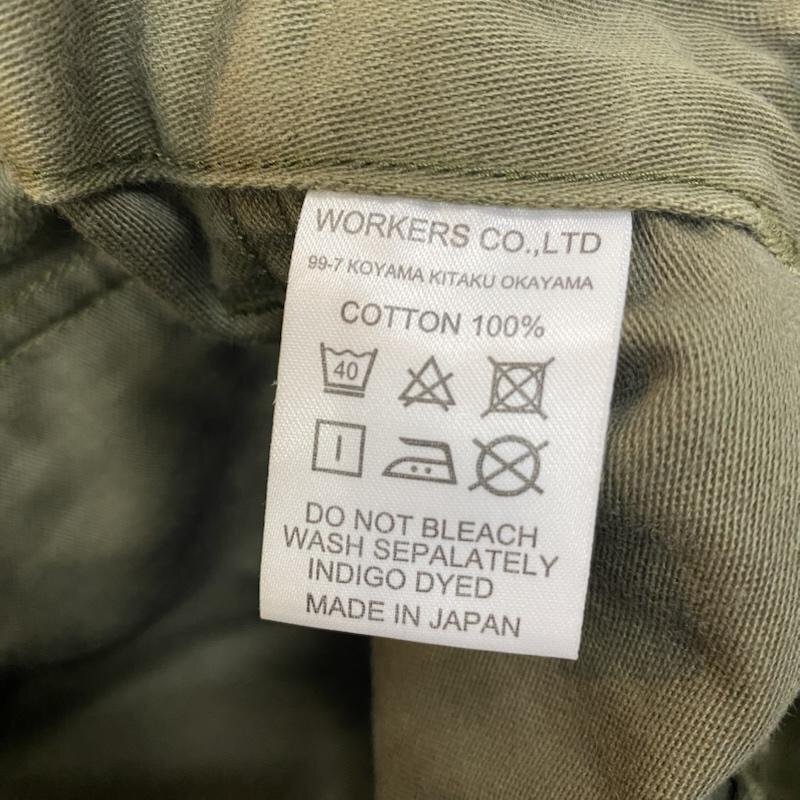 WORKERS CO.,LTD
99-7 KOYAMA KITAKU OKAYAMA
COTTON 100%
40
DO NOT BLEACH
WASH SEPALATELY
INDIGO DYED
MADE IN JAPAN